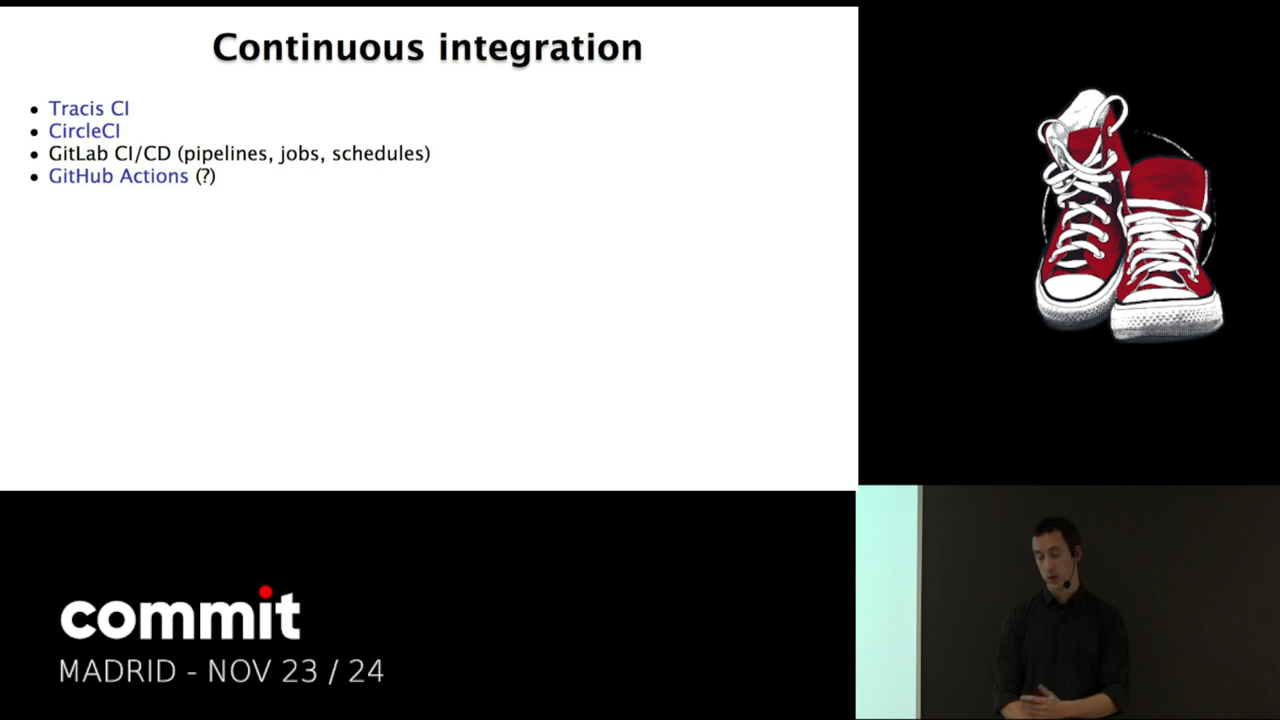 Continuous integration
• Tracis CI
• CircleCI
• GitLab CI/CD (pipelines, jobs, schedules)
• GitHub Actions (?)
commit
MADRID - NOV 23 / 24